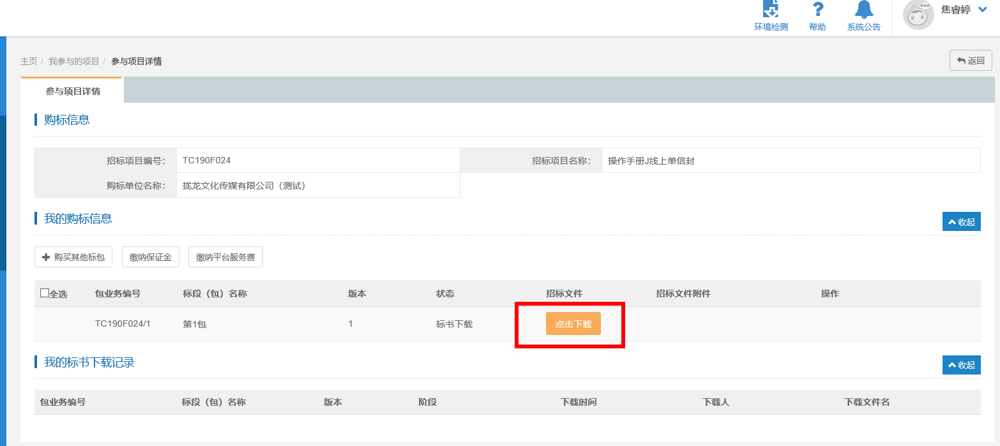 环境检测 帮助 系统公告 焦睿婷
主页 / 我参与的项目 / 参与项目详情 返回
参与项目详情
购标信息
招标项目编号： TC190F024 招标项目名称： 操作手册J线上单信封
购标单位名称： 拢龙文化传媒有限公司（测试）
我的购标信息 收起
购买其他标包 缴纳保证金 缴纳平台服务费
全选 包业务编号 标段（包）名称 版本 状态 招标文件 招标文件附件 操作
TC190F024/1 第1包 1 标书下载 点击下载
我的标书下载记录 收起
包业务编号 标段（包）名称 版本 阶段 下载时间 下载人 下载文件名